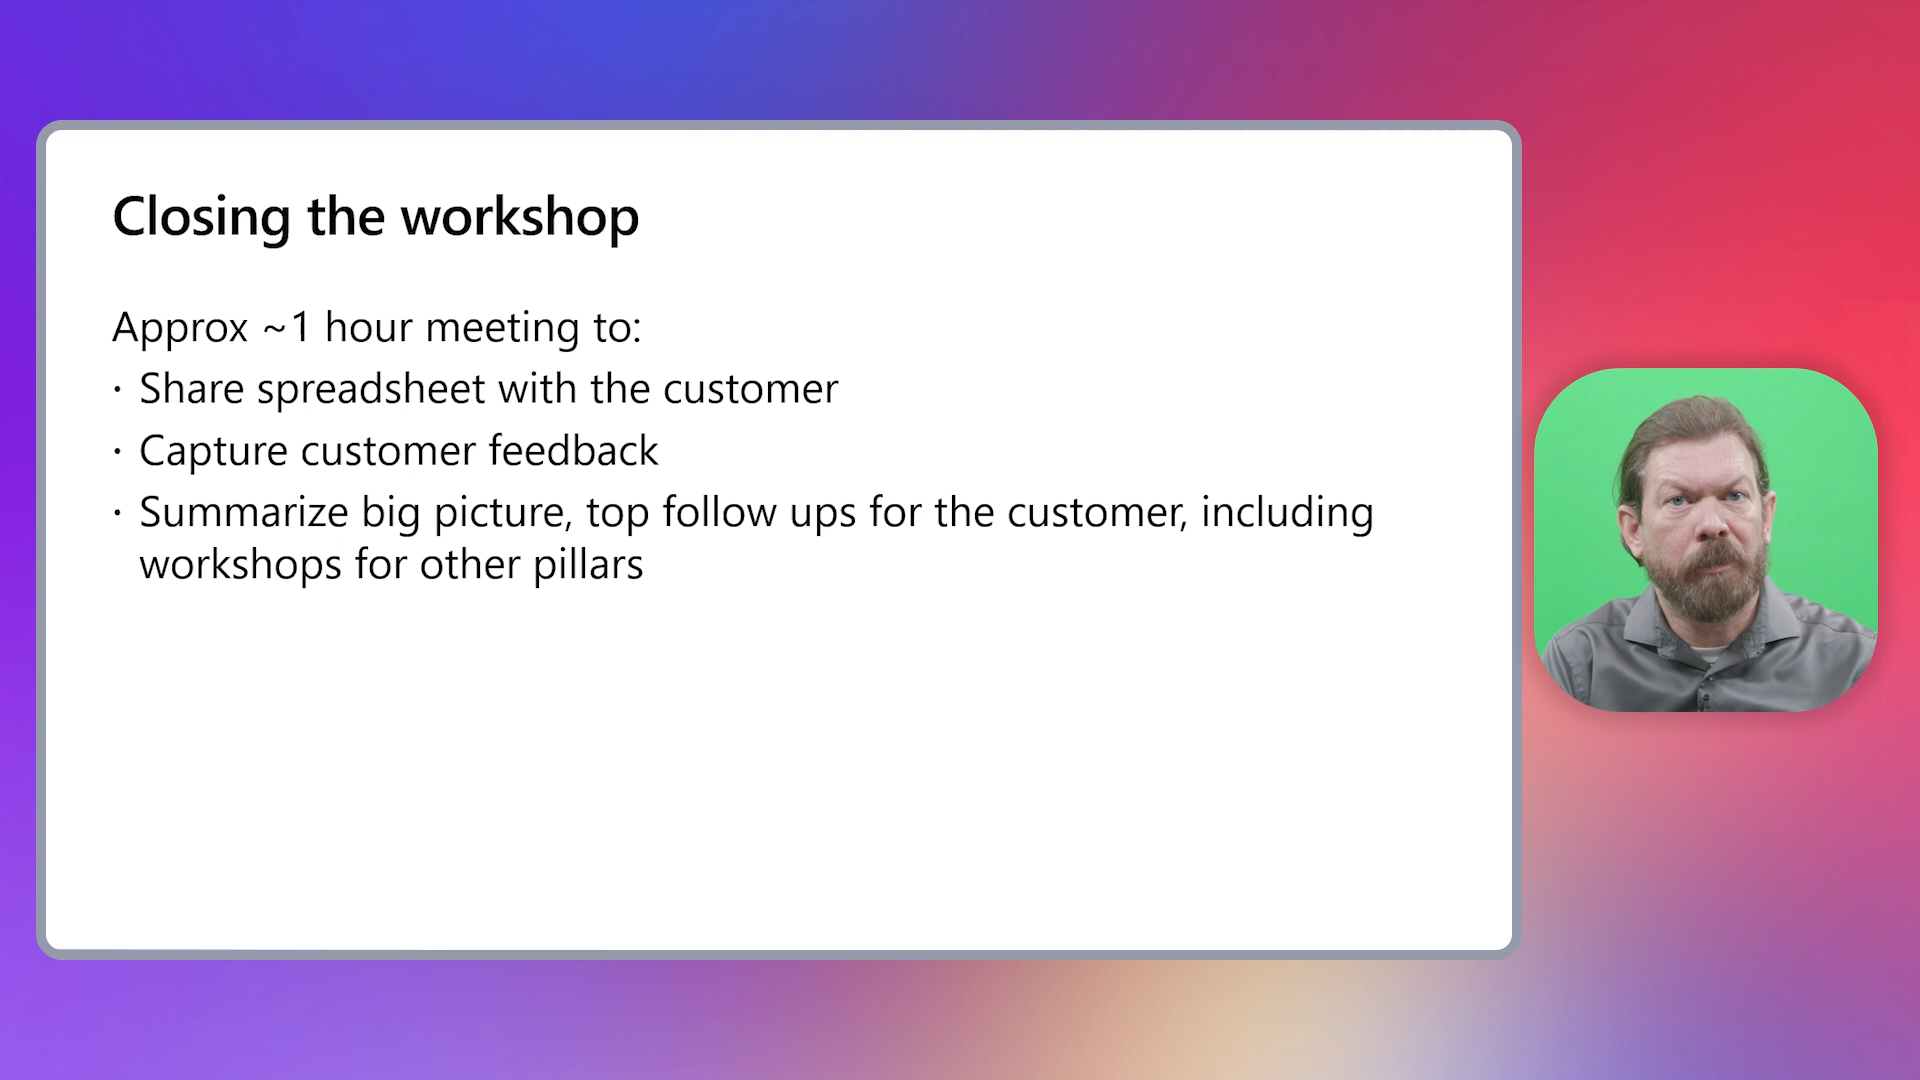 Closing the workshop
Approx ~1 hour meeting to:
· Share spreadsheet with the customer
· Capture customer feedback
· Summarize big picture, top follow ups for the customer, including
workshops for other pillars